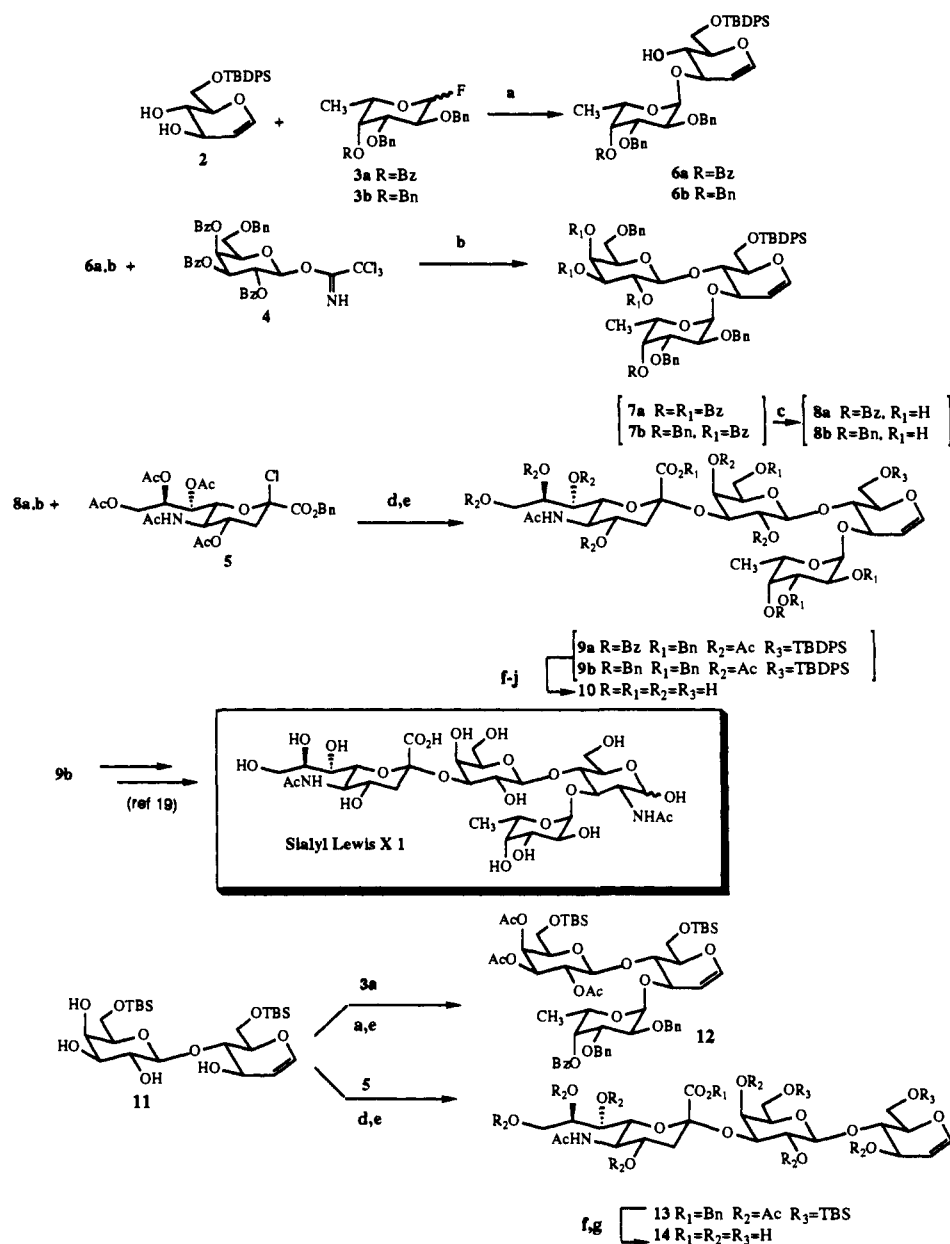 OTBDPS
HO
O
HO
2
+
CH3
O
F
OBn
OBn
RO
3a R=Bz
3b R=Bn
a
OTBDPS
HO
O
O
CH3
O
OBn
OBn
RO
6a R=Bz
6b R=Bn
6a,b +
OBz
OBn
O
BzO
BzO
O
CCl3
NH
4
b
OR1
OBn
R1O
O
R1O
O
OTBDPS
O
O
CH3
O
OBn
OBn
RO
7a R=R1=Bz
7b R=Bn, R1=Bz
c
8a R=Bz, R1=H
8b R=Bn, R1=H
8a,b +
AcO
OAc
AcO
Cl
O
CO2Bn
AcHN
AcO
5
d,e
R2O
OR2
R2O
CO2R1
O
AcHN
R2O
O
OR2
OR1
O
R2O
O
OR3
O
O
CH3
O
OR1
OR1
OR
9a R=Bz R1=Bn R2=Ac R3=TBDPS
9b R=Bn R1=Bn R2=Ac R3=TBDPS
f-j
10 R=R1=R2=R3=H
9b
(ref 19)
HO
OH
HO
CO2H
O
AcHN
HO
O
OH
OH
O
HO
O
HO
O
OH
NHAc
O
CH3
O
OH
OH
HO
Sialyl Lewis X 1
HO
OTBS
O
HO
OH
O
OTBS
O
HO
11
3a
a,e
5
d,e
AcO
OTBS
O
AcO
OAc
O
OTBS
O
O
CH3
O
OBn
OBn
BzO
12
R2O
OR2
R2O
CO2R1
O
AcHN
R2O
O
OR2
OR3
O
R2O
O
OR3
O
R2O
f,g
13 R1=Bn R2=Ac R3=TBS
14 R1=R2=R3=H